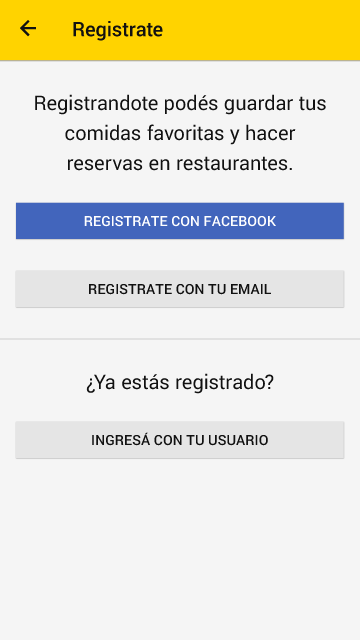 Registrate
Registrandote podés guardar tus
comidas favoritas y hacer
reservas en restaurantes.
REGISTRATE CON FACEBOOK
REGISTRATE CON TU EMAIL
¿Ya estás registrado?
INGRESÁ CON TU USUARIO